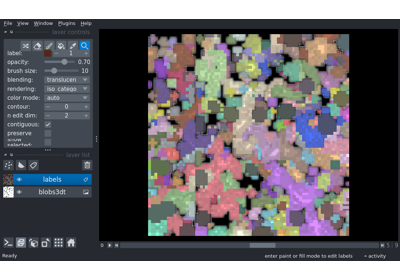 File View Window Plugins Help
layer controls
label: 1
opacity: 0.70
brush size: 10
blending: translucen
rendering: iso_catego
color mode: auto
contour: 0
n edit dim: 2
contiguous:
preserve
show
selected:
layer list
labels
blobs3dt
Ready
enter paint or fill mode to edit labels
activity